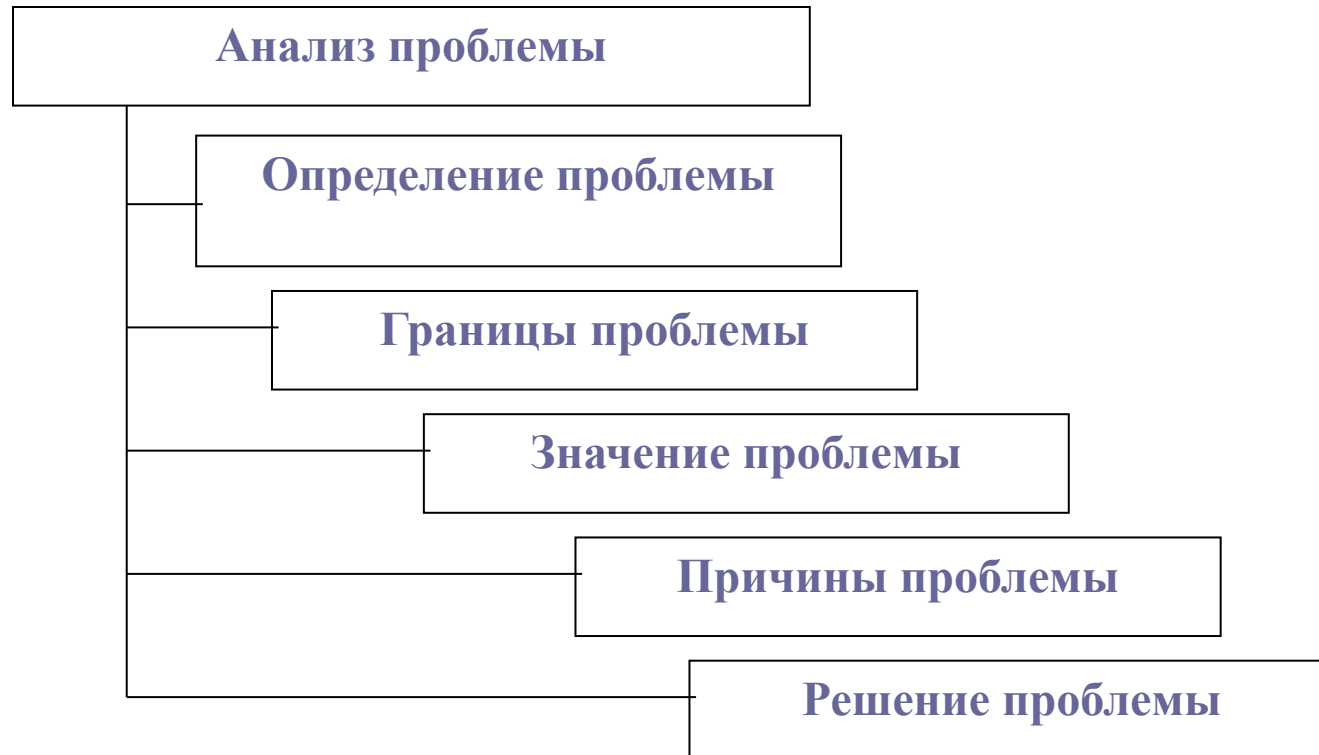 Анализ проблемы
Определение проблемы
Границы проблемы
Значение проблемы
Причины проблемы
Решение проблемы